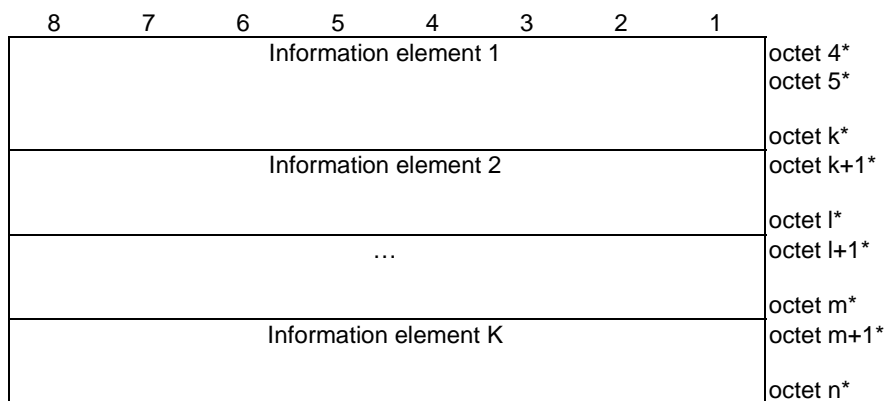 8 7 6 5 4 3 2 1
Information element 1 octet 4*
octet 5*
octet k*
Information element 2 octet k+1*
octet l*
… octet l+1*
octet m*
Information element K octet m+1*
octet n*